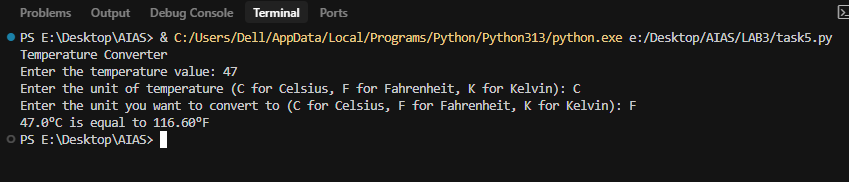 Problems Output Debug Console Terminal Ports
PS E:\Desktop\AIAS> & C:/Users/Dell/AppData/Local/Programs/Python/Python313/python.exe e:/Desktop/AIAS/LAB3/task5.py
Temperature Converter
Enter the temperature value: 47
Enter the unit of temperature (C for Celsius, F for Fahrenheit, K for Kelvin): C
Enter the unit you want to convert to (C for Celsius, F for Fahrenheit, K for Kelvin): F
47.0°C is equal to 116.60°F
PS E:\Desktop\AIAS>